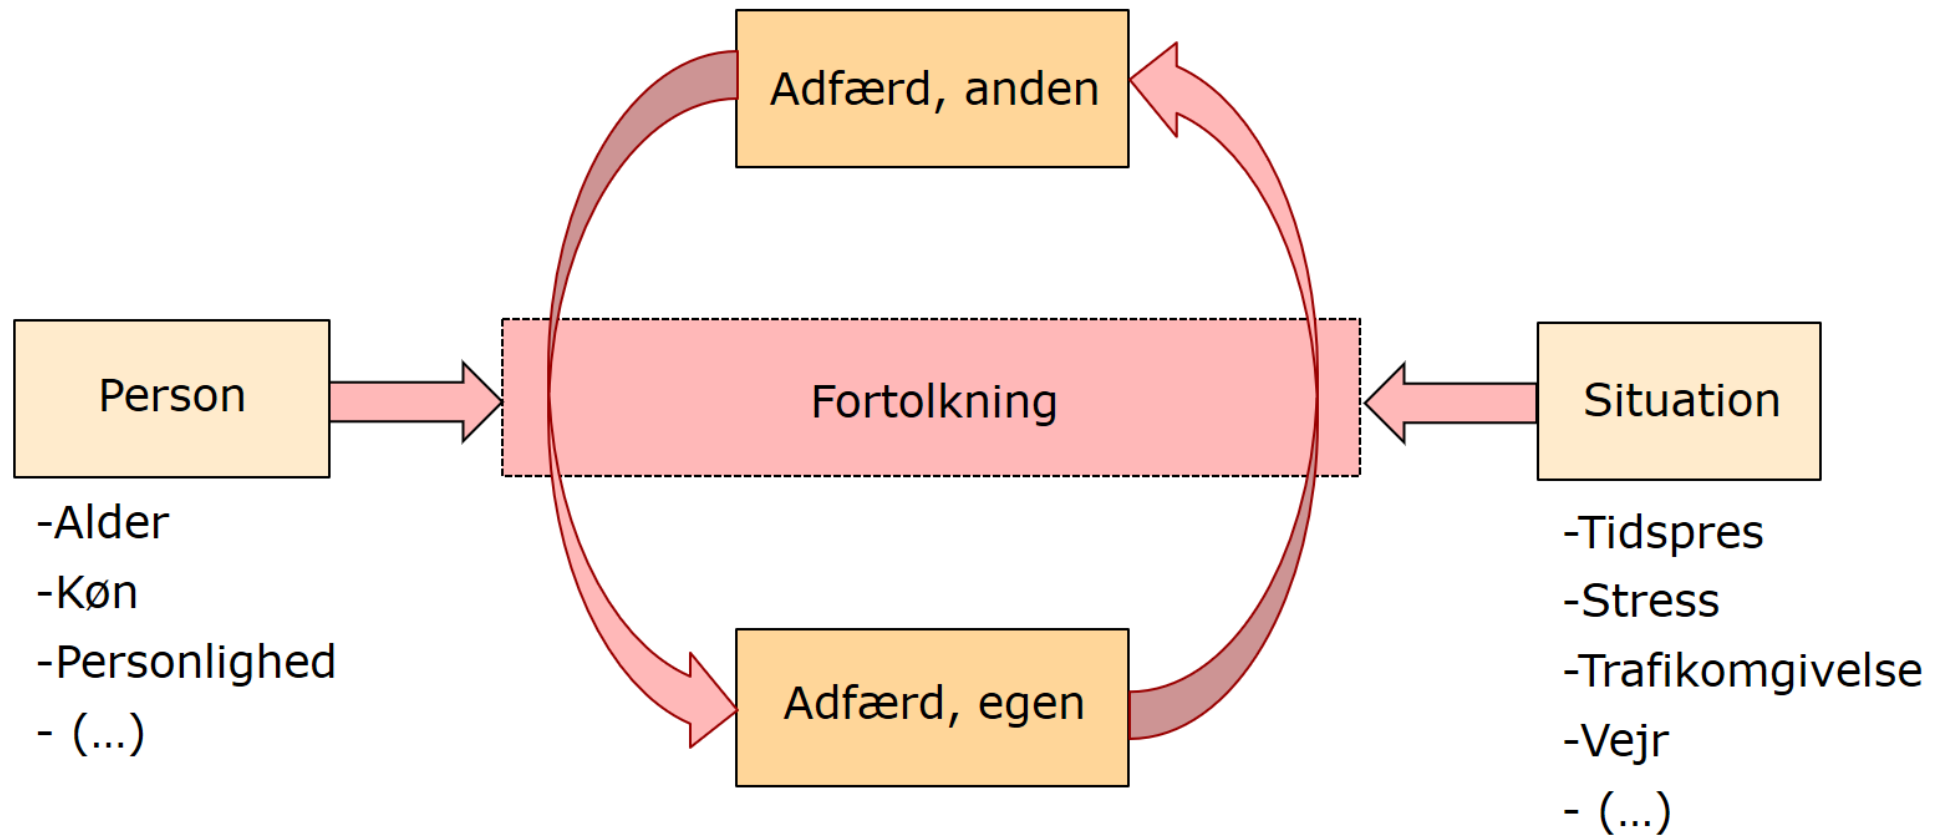 Adfærd, anden
Person
Fortolkning
Situation
-Alder
-Køn
-Personlighed
- (...)
Adfærd, egen
-Tidspres
-Stress
-Trafikomgivelse
-Vejr
- (...)